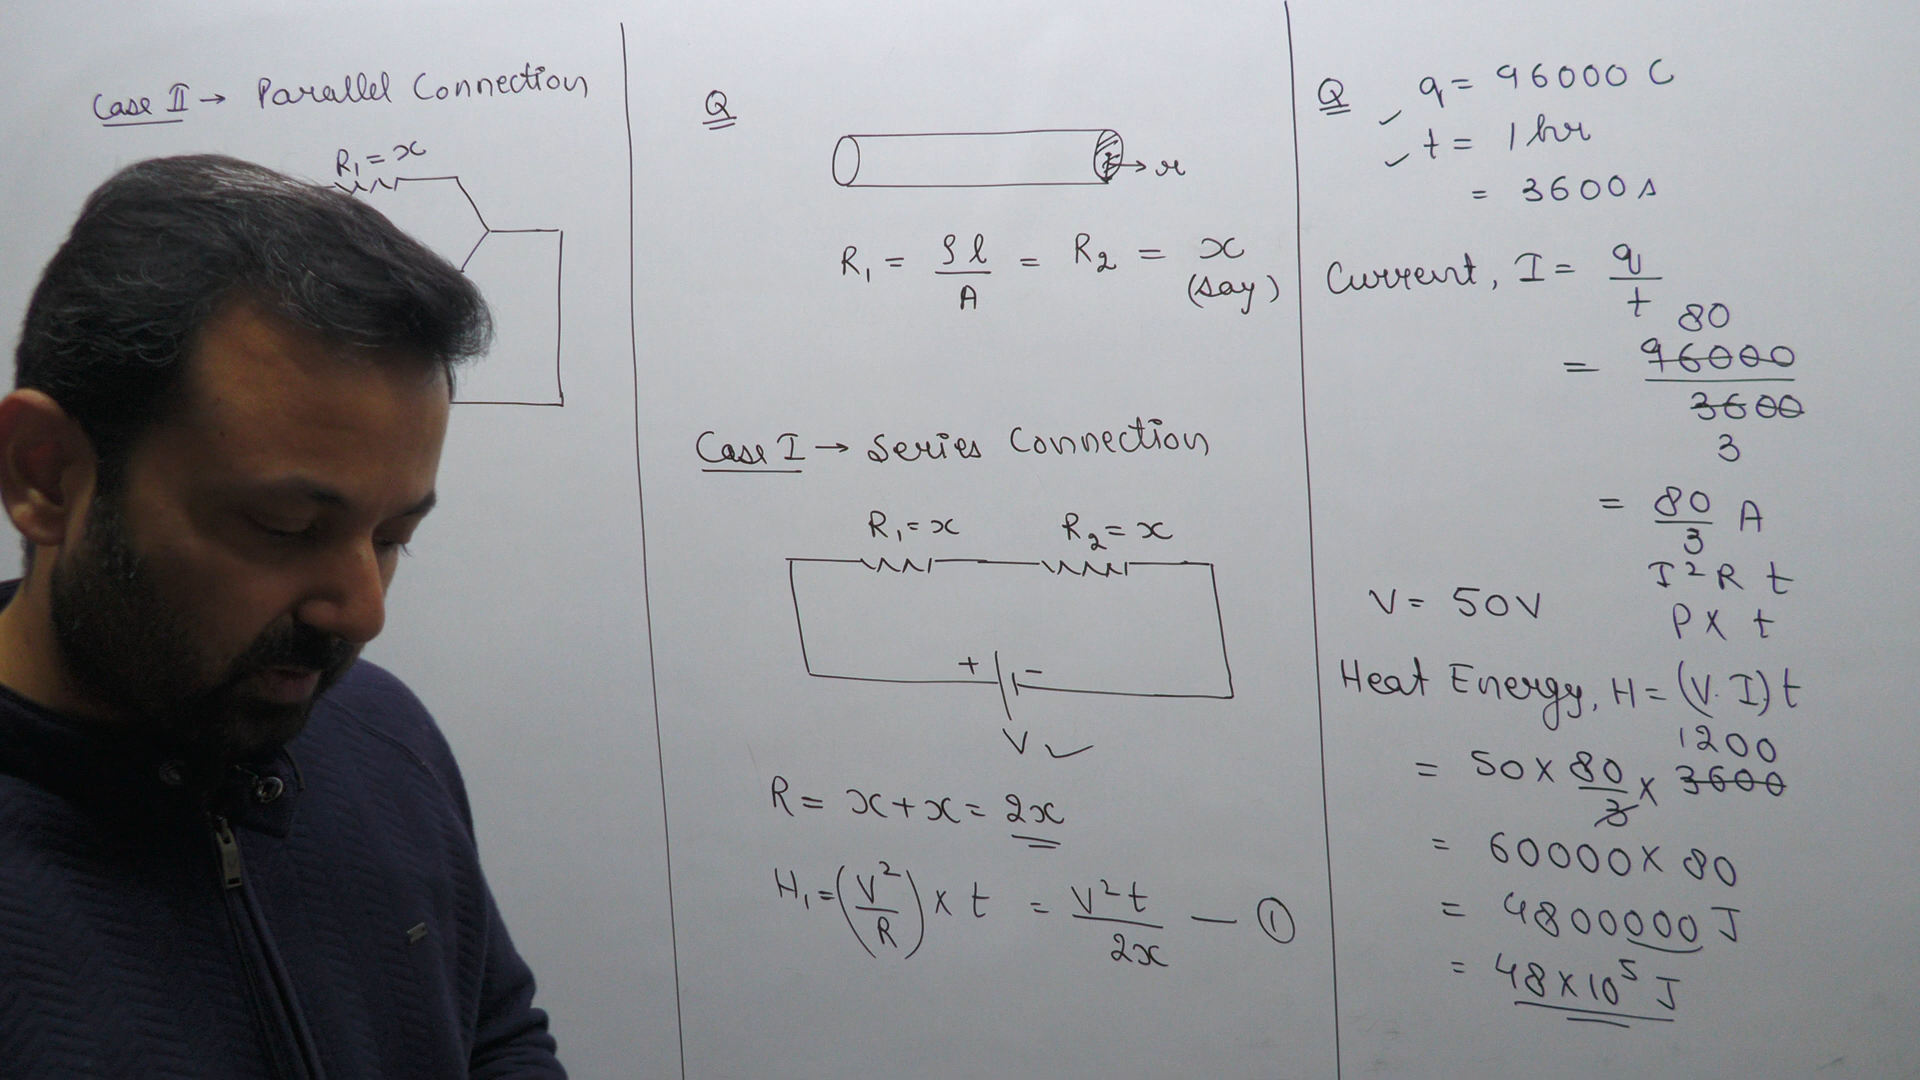 Case II → Parallel Connection
R₁ = x
Q
→ r
R₁ = ρl/A = R₂ = x
(say)
Case I → Series Connection
R₁ = x R₂ = x
+ -
V ✓
R = x + x = 2x
H₁ = (V²/R) × t = V²t/2x — ①
Q ✓ q = 96000 C
✓ t = 1 hr
= 3600 s
Current, I = q/t
80
= 96000/3600
3
= 80/3 A
I²R t
V = 50V
P × t
Heat Energy, H = (V.I) t
1200
= 50 × 80/3 × 3600
= 60000 × 80
= 4800000 J
= 48 × 10⁵ J